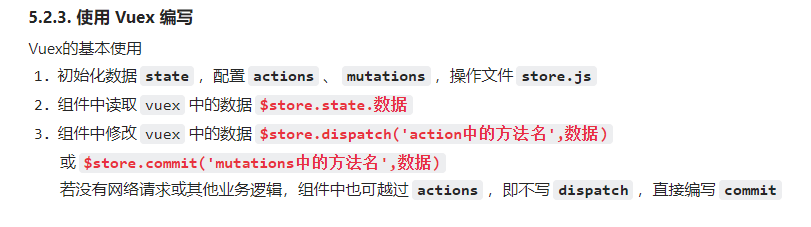 5.2.3. 使用 Vuex 编写
Vuex的基本使用
1. 初始化数据 state ，配置 actions 、 mutations ，操作文件 store.js
2. 组件中读取 vuex 中的数据 $store.state.数据
3. 组件中修改 vuex 中的数据 $store.dispatch('action中的方法名',数据)
或 $store.commit('mutations中的方法名',数据)
若没有网络请求或其他业务逻辑，组件中也可越过 actions ，即不写 dispatch ，直接编写 commit